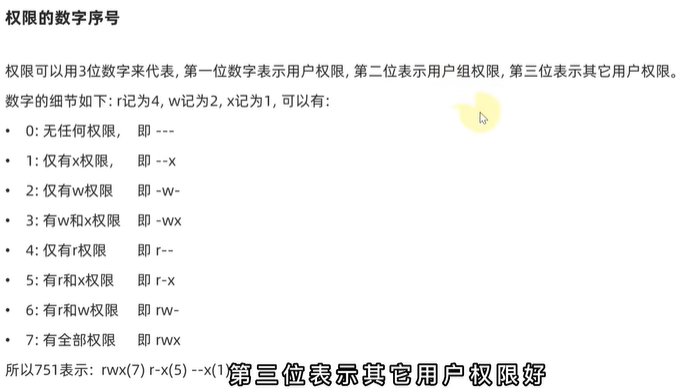 权限的数字序号
权限可以用3位数字来代表, 第一位数字表示用户权限, 第二位表示用户组权限, 第三位表示其它用户权限。
数字的细节如下: r记为4, w记为2, x记为1, 可以有:
• 0: 无任何权限, 即 ---
• 1: 仅有x权限, 即 --x
• 2: 仅有w权限 即 -w-
• 3: 有w和x权限 即 -wx
• 4: 仅有r权限 即 r--
• 5: 有r和x权限 即 r-x
• 6: 有r和w权限 即 rw-
• 7: 有全部权限 即 rwx
所以751表示: rwx(7) r-x(5) --x(1)
第三位表示其它用户权限好